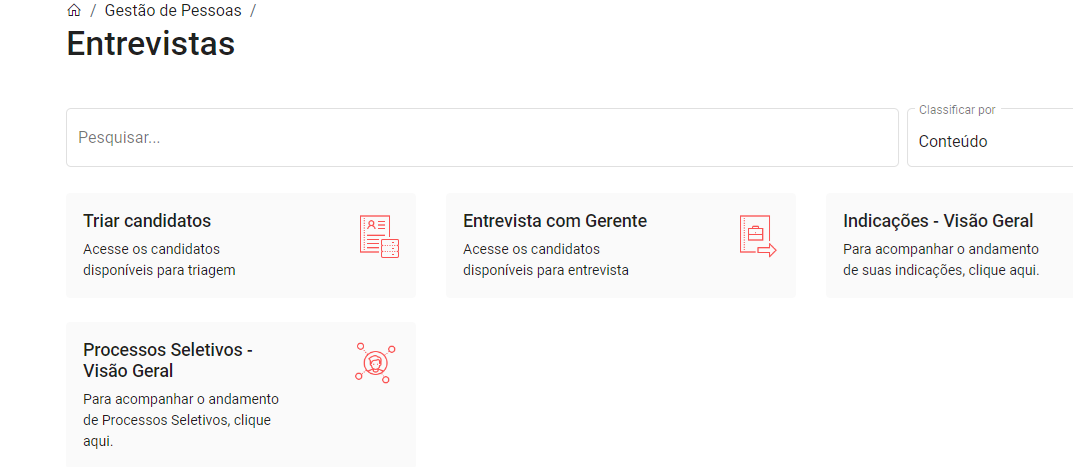 / Gestão de Pessoas /
Entrevistas
Classificar por
Pesquisar...
Conteúdo
Triar candidatos
Acesse os candidatos
disponíveis para triagem
Entrevista com Gerente
Acesse os candidatos
disponíveis para entrevista
Indicações - Visão Geral
Para acompanhar o andamento
de suas indicações, clique aqui.
Processos Seletivos -
Visão Geral
Para acompanhar o andamento
de Processos Seletivos, clique
aqui.